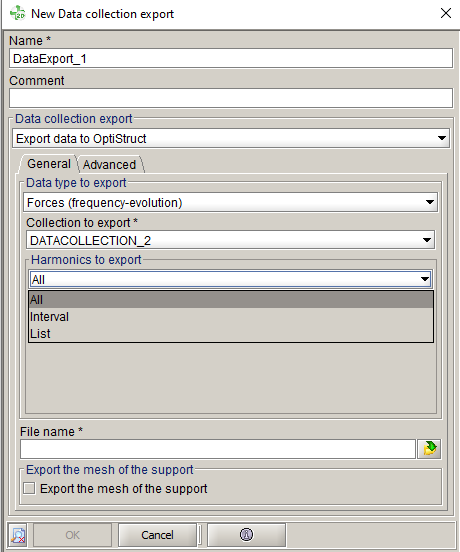 New Data collection export
Name *
DataExport_1
Comment
Data collection export
Export data to OptiStruct
General Advanced
Data type to export
Forces (frequency-evolution)
Collection to export *
DATACOLLECTION_2
Harmonics to export
All
All
Interval
List
File name *
Export the mesh of the support
Export the mesh of the support
OK Cancel